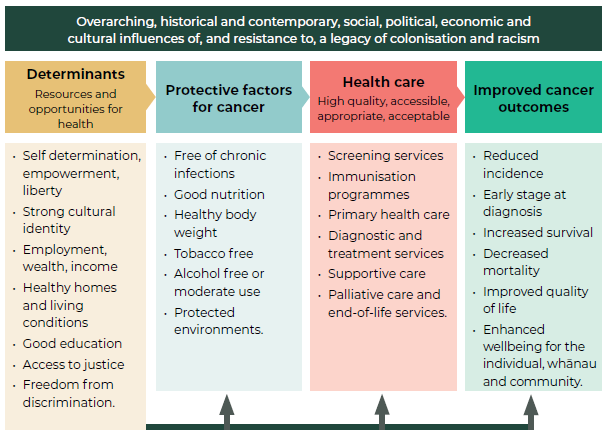 Overarching, historical and contemporary, social, political, economic and
cultural influences of, and resistance to, a legacy of colonisation and racism
Determinants
Resources and
opportunities for
health
• Self determination,
empowerment,
liberty
• Strong cultural
identity
• Employment,
wealth, income
• Healthy homes
and living
conditions
• Good education
• Access to justice
• Freedom from
discrimination.
Protective factors
for cancer
• Free of chronic
infections
• Good nutrition
• Healthy body
weight
• Tobacco free
• Alcohol free or
moderate use
• Protected
environments.
Health care
High quality, accessible,
appropriate, acceptable
• Screening services
• Immunisation
programmes
• Primary health care
• Diagnostic and
treatment services
• Supportive care
• Palliative care and
end-of-life services.
Improved cancer
outcomes
• Reduced
incidence
• Early stage at
diagnosis
• Increased survival
• Decreased
mortality
• Improved quality
of life
• Enhanced
wellbeing for the
individual, whānau
and community.